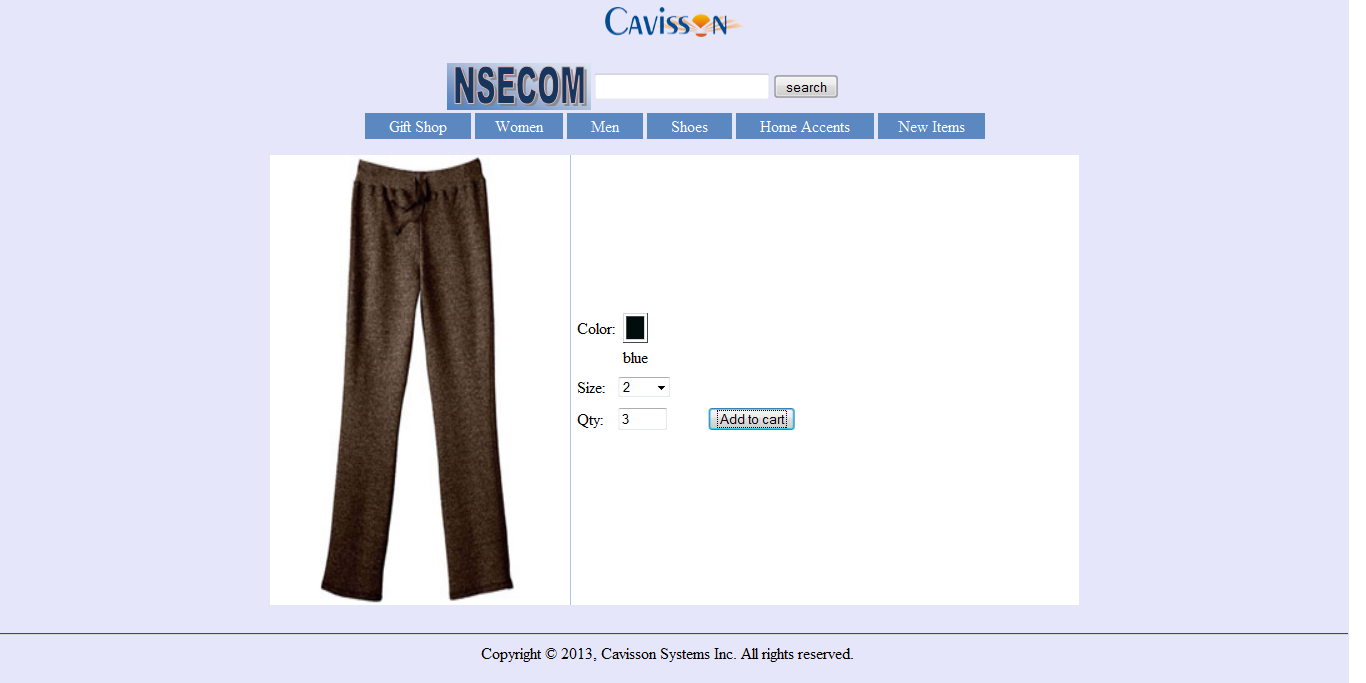 CAVISSON
NSECOM search
Gift Shop Women Men Shoes Home Accents New Items
Color:
blue
Size: 2
Qty: 3 Add to cart
Copyright © 2013, Cavisson Systems Inc. All rights reserved.